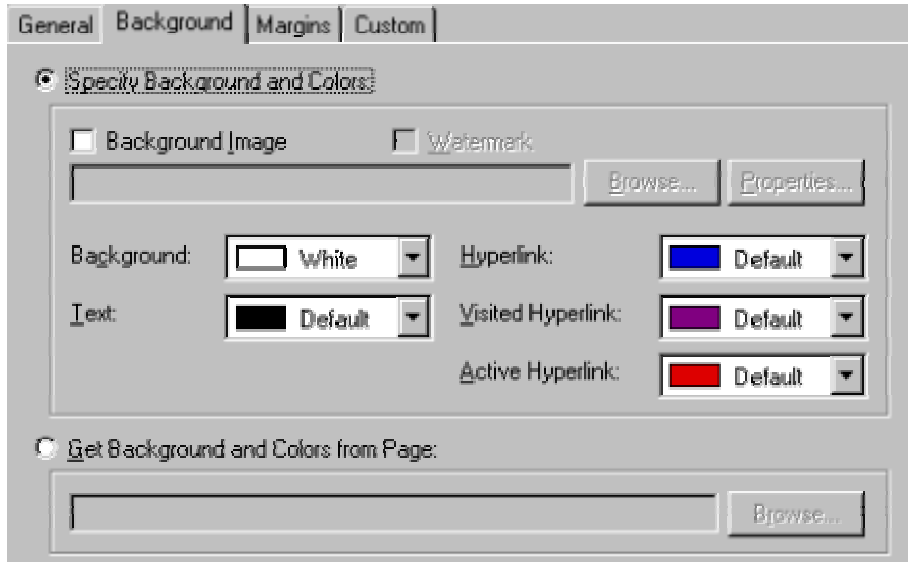 General Background Margins Custom
Specify Background and Colors:
Background Image Watermark
Browse... Properties...
Background: White Hyperlink: Default
Text: Default Visited Hyperlink: Default
Active Hyperlink: Default
Get Background and Colors from Page:
Browse...